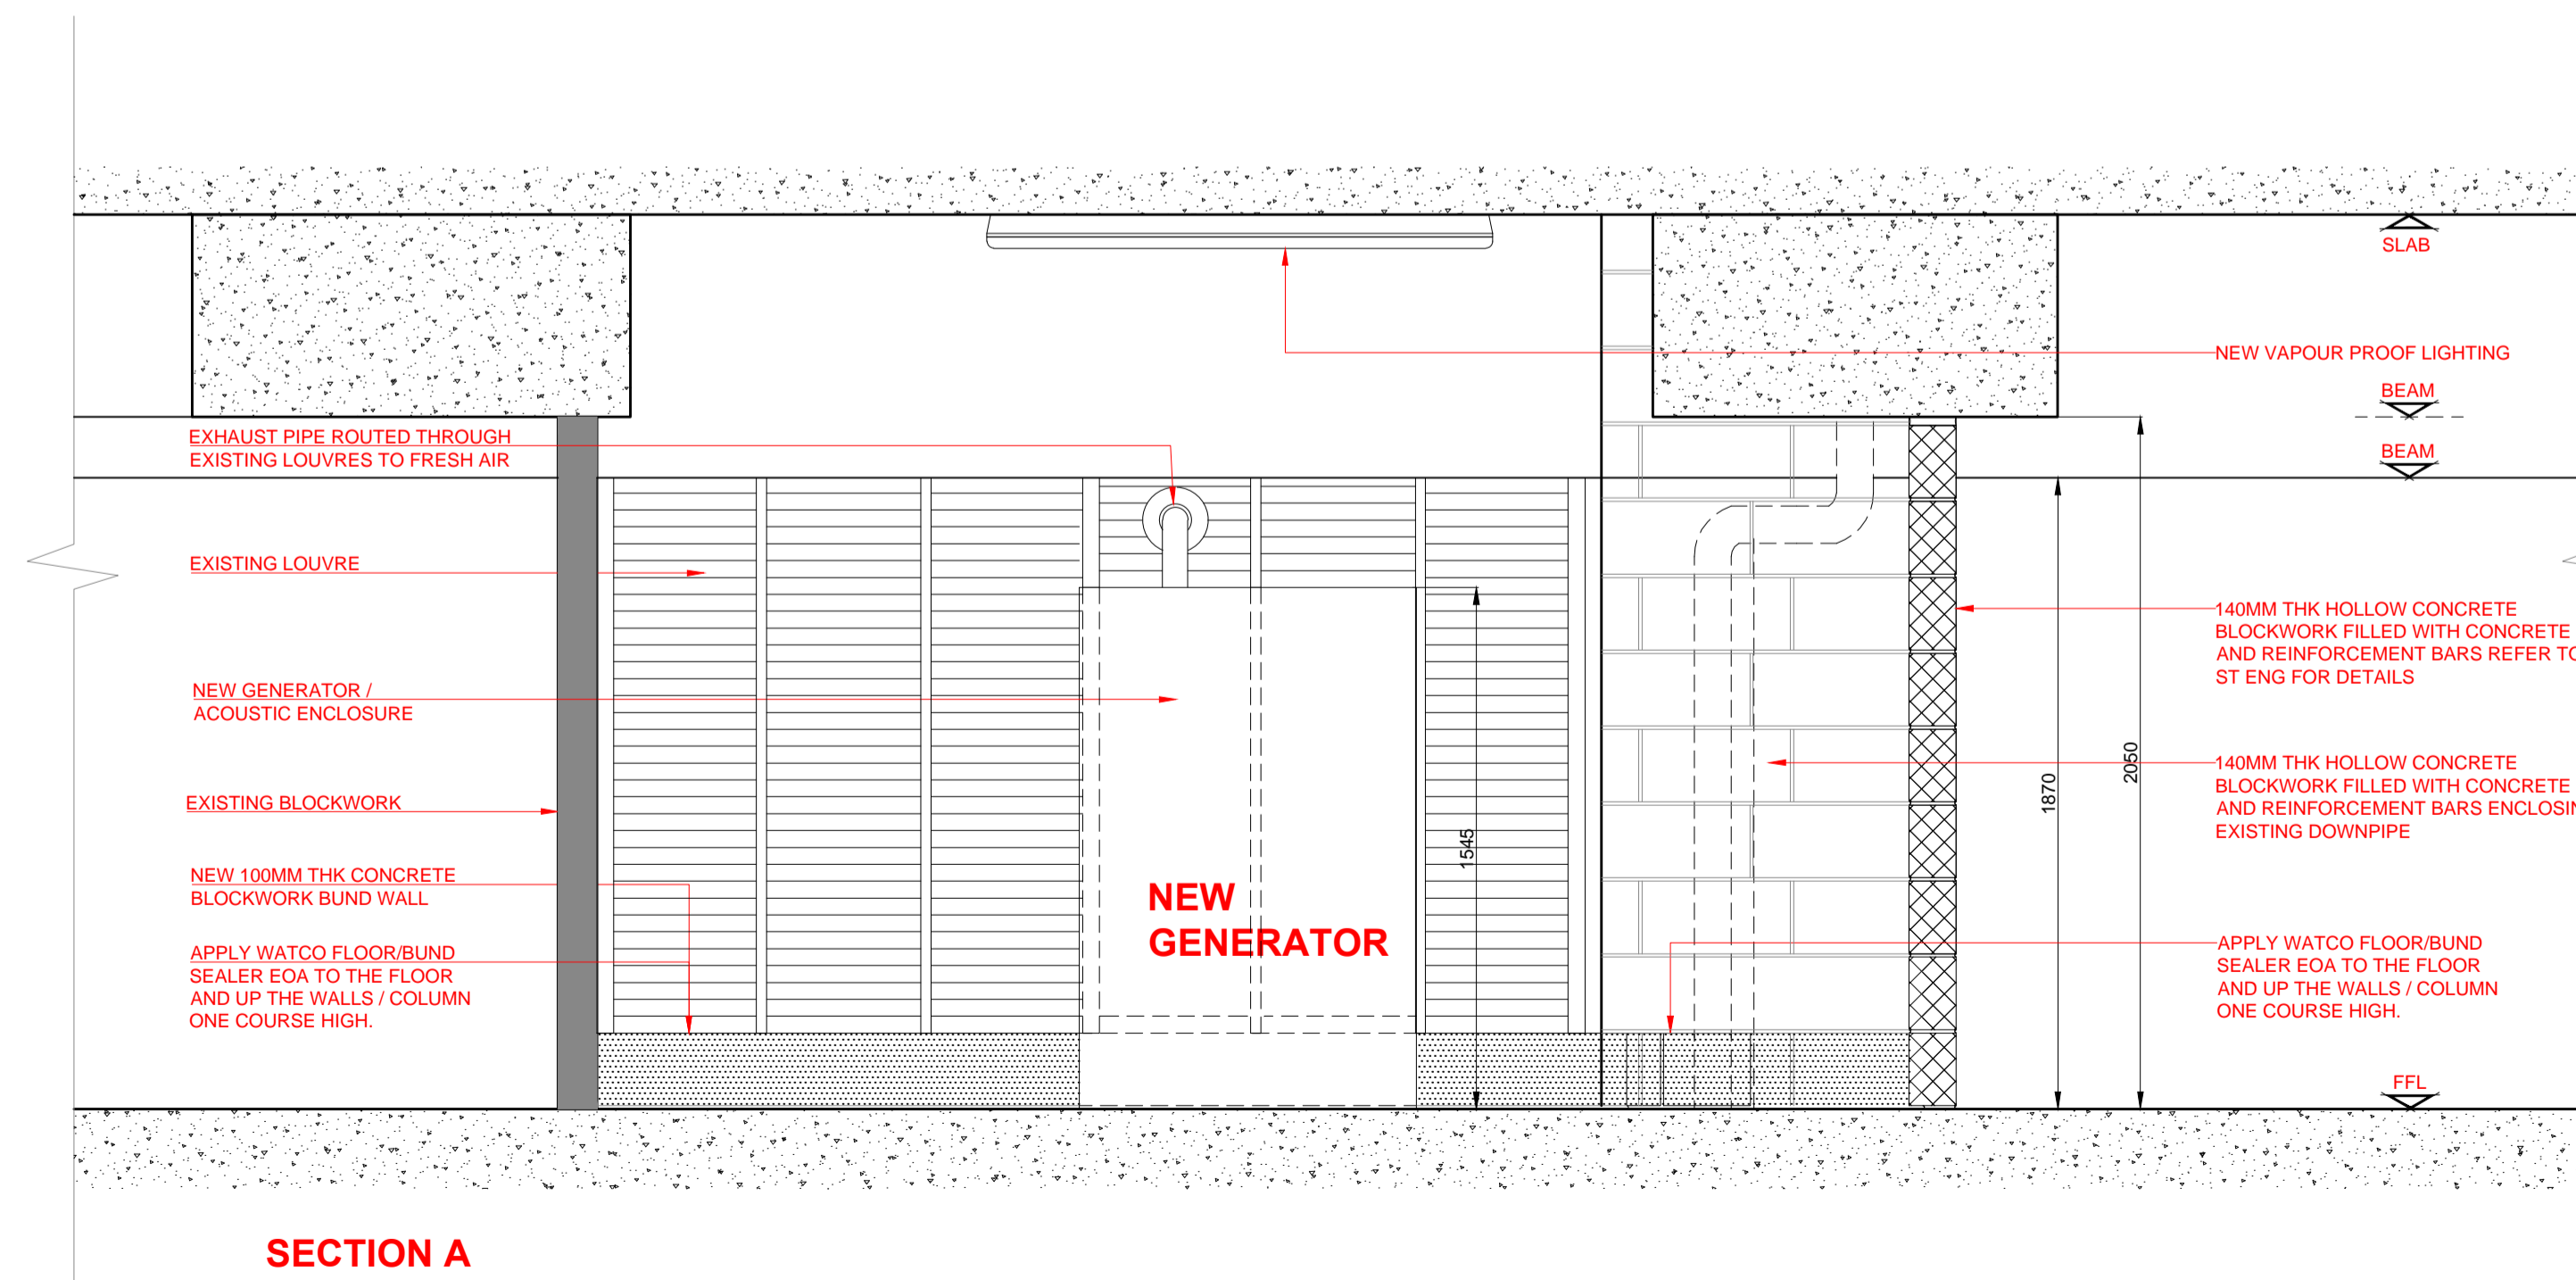 SLAB
NEW VAPOUR PROOF LIGHTING
BEAM
EXHAUST PIPE ROUTED THROUGH
EXISTING LOUVRES TO FRESH AIR
BEAM
EXISTING LOUVRE
140MM THK HOLLOW CONCRETE
BLOCKWORK FILLED WITH CONCRETE
AND REINFORCEMENT BARS REFER TO
ST ENG FOR DETAILS
NEW GENERATOR /
ACOUSTIC ENCLOSURE
EXISTING BLOCKWORK
1545
1870
2050
140MM THK HOLLOW CONCRETE
BLOCKWORK FILLED WITH CONCRETE
AND REINFORCEMENT BARS
EXISTING DOWNPIPE
NEW 100MM THK CONCRETE
BLOCKWORK BUND WALL
NEW
GENERATOR
APPLY WATCO FLOOR/BUND
SEALER EOA TO THE FLOOR
AND UP THE WALLS / COLUMN
ONE COURSE HIGH.
APPLY WATCO FLOOR/BUND
SEALER EOA TO THE FLOOR
AND UP THE WALLS / COLUMN
ONE COURSE HIGH.
FFL
SECTION A